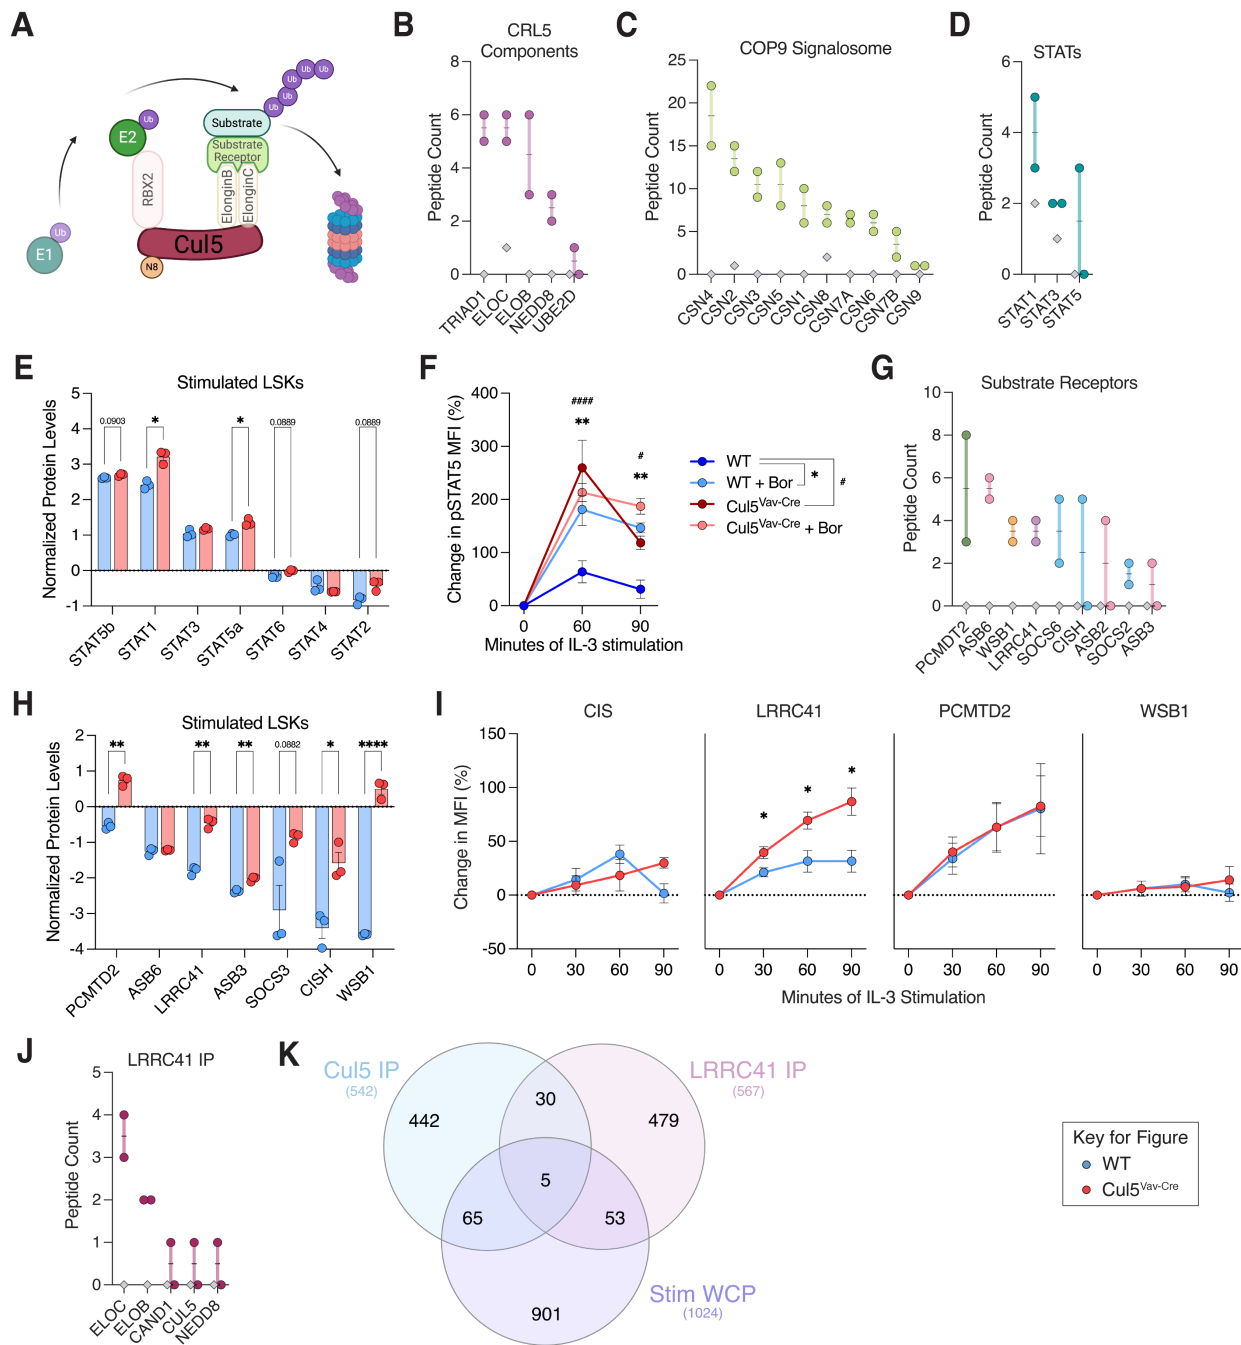 A
Ub
Ub
Ub
Ub
Ub
Ub
E2
Substrate
Substrate
Receptor
RBX2
ElonginB
ElonginC
Ub
E1
Cul5
N8
B
CRL5
Components
Peptide Count
8
6
4
2
0
TRIAD1
ELOC
ELOB
NEDD8
UBE2D
C
COP9 Signalosome
Peptide Count
25
20
15
10
5
0
CSN4
CSN2
CSN3
CSN5
CSN1
CSN8
CSN7A
CSN6
CSN7B
CSN9
D
STATs
Peptide Count
6
4
2
0
STAT1
STAT3
STAT5
E
Stimulated LSKs
Normalized Protein Levels
5
4
3
2
1
0
-1
0.0903
*
*
0.0889
0.0889
STAT5b
STAT1
STAT3
STAT5a
STAT6
STAT4
STAT2
F
Change in pSTAT5 MFI (%)
400
300
200
100
0
####
**
#
**
0
60
90
Minutes of IL-3 stimulation
WT
WT + Bor
Cul5Vav-Cre
Cul5Vav-Cre + Bor
*
#
G
Substrate Receptors
Peptide Count
10
8
6
4
2
0
PCMDT2
ASB6
WSB1
LRRC41
SOCS6
CISH
ASB2
SOCS2
ASB3
H
Stimulated LSKs
Normalized Protein Levels
2
1
0
-1
-2
-3
-4
**
**
**
0.0882
*
****
PCMTD2
ASB6
LRRC41
ASB3
SOCS3
CISH
WSB1
I
CIS
LRRC41
PCMTD2
WSB1
Change in MFI (%)
150
100
50
0
-50
*
*
*
0 30 60 90
0 30 60 90
0 30 60 90
0 30 60 90
Minutes of IL-3 Stimulation
J
LRRC41 IP
Peptide Count
5
4
3
2
1
0
ELOC
ELOB
CAND1
CUL5
NEDD8
K
Cul5 IP
(542)
LRRC41 IP
(567)
442
30
479
5
65
53
Stim WCP
(1024)
901
Key for Figure
WT
Cul5Vav-Cre